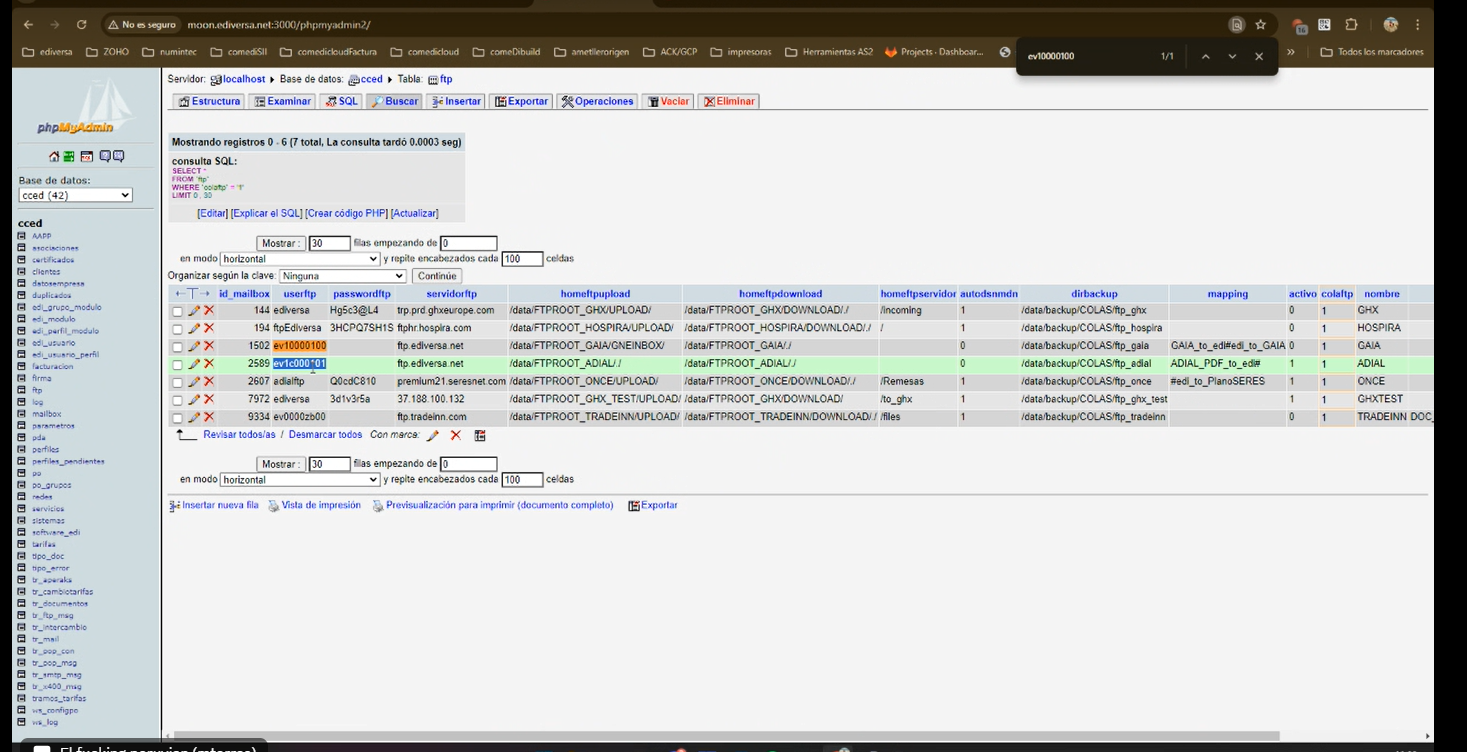 No es seguro moon.ediversa.net:3000/phpmyadmin2/
ediversa ZOHO numintec comediSII comedicloudFactura comedicloud comeDibuild ametllerorigen ACK/GCP impresoras Herramientas AS2 Projects · Dashboar... » Todos los marcadores
ev10000100 1/1
Servidor: localhost ▸ Base de datos: cced ▸ Tabla: ftp
Estructura Examinar SQL Buscar Insertar Exportar Operaciones Vaciar Eliminar
phpMyAdmin
Base de datos:
cced (42)
cced
AAPP
asociaciones
certificados
clientes
datosempresa
duplicados
edi_grupo_modulo
edi_modulo
edi_perfil_modulo
edi_usuario
edi_usuario_perfil
facturacion
firma
ftp
log
mailbox
parametros
pda
perfiles
perfiles_pendientes
po
po_grupos
redes
servicios
sistemas
software_edi
tarifas
tipo_doc
tipo_error
tr_aperaks
tr_cambiotarifas
tr_documentos
tr_ftp_msg
tr_intercambio
tr_mail
tr_pop_con
tr_pop_msg
tr_smtp_msg
tr_x400_msg
tramos_tarifas
ws_configpo
ws_log
Mostrando registros 0 - 6 (7 total, La consulta tardó 0.0003 seg)
consulta SQL:
SELECT *
FROM `ftp`
WHERE `colaftp` = '1'
LIMIT 0 , 30
[Editar] [Explicar el SQL] [Crear código PHP] [Actualizar]
Mostrar : 30 filas empezando de 0
en modo horizontal y repite encabezados cada 100 celdas
Organizar según la clave: Ninguna Continúe
←T→ id_mailbox userftp passwordftp servidorftp homeftpupload homeftpdownload homeftpservidor autodsnmdn dirbackup mapping activo colaftp nombre
144 ediversa Hg5c3@L4 trp.prd.ghxeurope.com /data/FTPROOT_GHX/UPLOAD/ /data/FTPROOT_GHX/DOWNLOAD/./ /incoming 1 /data/backup/COLAS/ftp_ghx 0 1 GHX
194 ftpEdiversa 3HCPQ7SH1S ftphr.hospira.com /data/FTPROOT_HOSPIRA/UPLOAD/ /data/FTPROOT_HOSPIRA/DOWNLOAD/./ / 1 /data/backup/COLAS/ftp_hospira 0 1 HOSPIRA
1502 ev10000100 ftp.ediversa.net /data/FTPROOT_GAIA/GNEINBOX/ /data/FTPROOT_GAIA/./ 0 /data/backup/COLAS/ftp_gaia GAIA_to_edi#edi_to_GAIA 0 1 GAIA
2589 ev1c000*01 ftp.ediversa.net /data/FTPROOT_ADIAL/./ /data/FTPROOT_ADIAL/./ 0 /data/backup/COLAS/ftp_adial ADIAL_PDF_to_edi# 1 1 ADIAL
2607 adialftp Q0cdC810 premium21.seresnet.com /data/FTPROOT_ONCE/UPLOAD/ /data/FTPROOT_ONCE/DOWNLOAD/./ /Remesas 1 /data/backup/COLAS/ftp_once #edi_to_PlanoSERES 1 1 ONCE
7972 ediversa 3d1v3r5a 37.188.100.132 /data/FTPROOT_GHX_TEST/UPLOAD/ /data/FTPROOT_GHX_TEST/DOWNLOAD/./ /to_ghx 1 /data/backup/COLAS/ftp_ghx_test 1 1 GHXTEST
9334 ev0000zb00 ftp.tradeinn.com /data/FTPROOT_TRADEINN/UPLOAD/ /data/FTPROOT_TRADEINN/DOWNLOAD/./ /files 1 /data/backup/COLAS/ftp_tradeinn 0 1 TRADEINN DOC_
Revisar todos/as / Desmarcar todos Con marca:
Mostrar : 30 filas empezando de 0
en modo horizontal y repite encabezados cada 100 celdas
Insertar nueva fila Vista de impresión Previsualización para imprimir (documento completo) Exportar